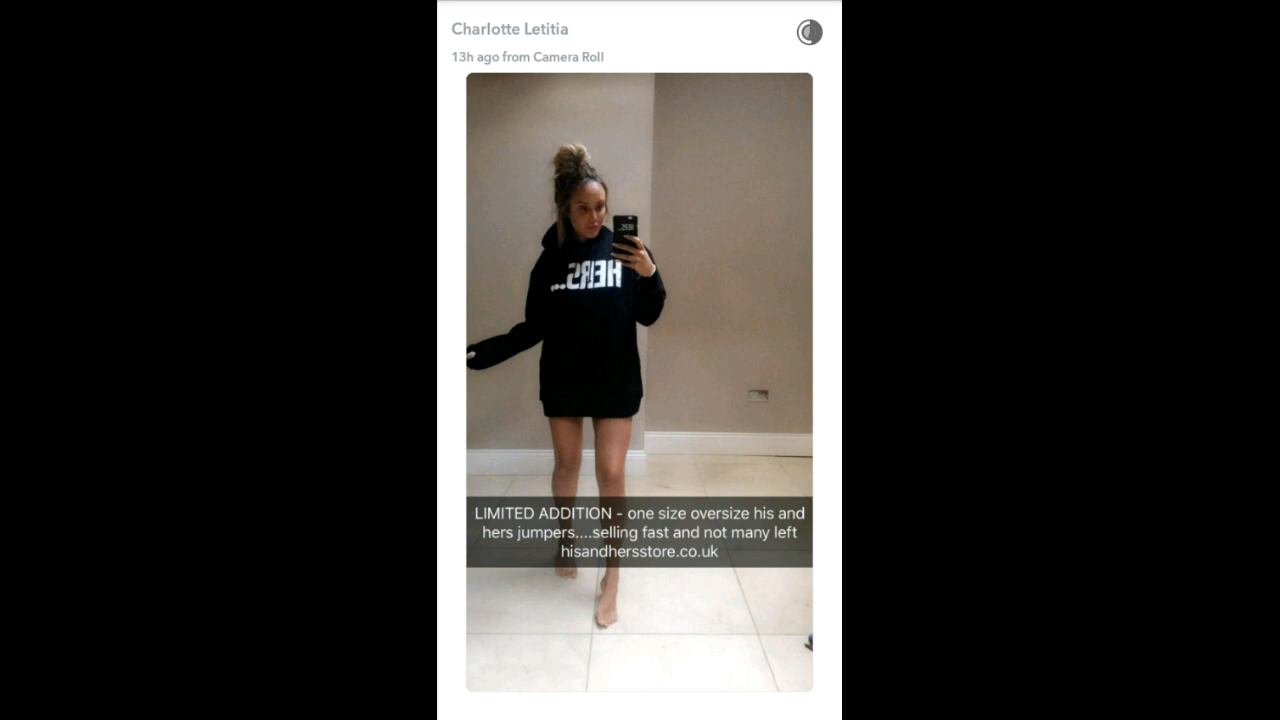 Charlotte Letitia
13h ago from Camera Roll
HERS...
HERS...
LIMITED ADDITION - one size oversize his and
hers jumpers....selling fast and not many left
hisandhersstore.co.uk